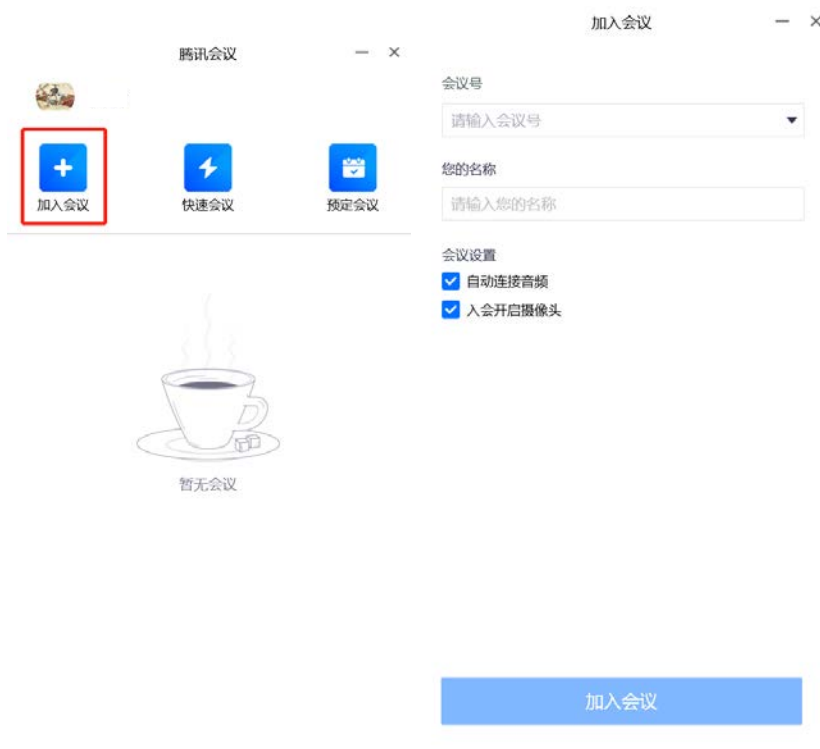 腾讯会议
加入会议
快速会议
预定会议
暂无会议
加入会议
会议号
请输入会议号
您的名称
请输入您的名称
会议设置
自动连接音频
入会开启摄像头
加入会议